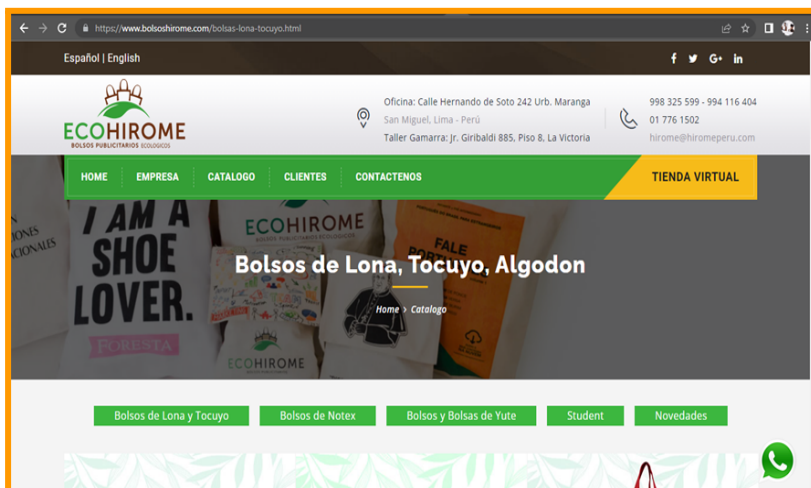 https://www.bolsoshirome.com/bolsas-lona-tocuyo.html
Español | English
f G+ in
ECOHIROME
BOLSOS PUBLICITARIOS ECOLOGICOS
Oficina: Calle Hernando de Soto 242 Urb. Maranga
San Miguel, Lima - Perú
Taller Gamarra: Jr. Giribaldi 885, Piso 8, La Victoria
998 325 599 - 994 116 404
01 776 1502
hirome@hiromeperu.com
HOME EMPRESA CATALOGO CLIENTES CONTACTENOS TIENDA VIRTUAL
I AM A
SHOE
LOVER.
FORESTA
ECOHIROME
FALE
ECOHIROME
Bolsos de Lona, Tocuyo, Algodon
Home > Catalogo
Bolsos de Lona y Tocuyo Bolsos de Notex Bolsos y Bolsas de Yute Student Novedades